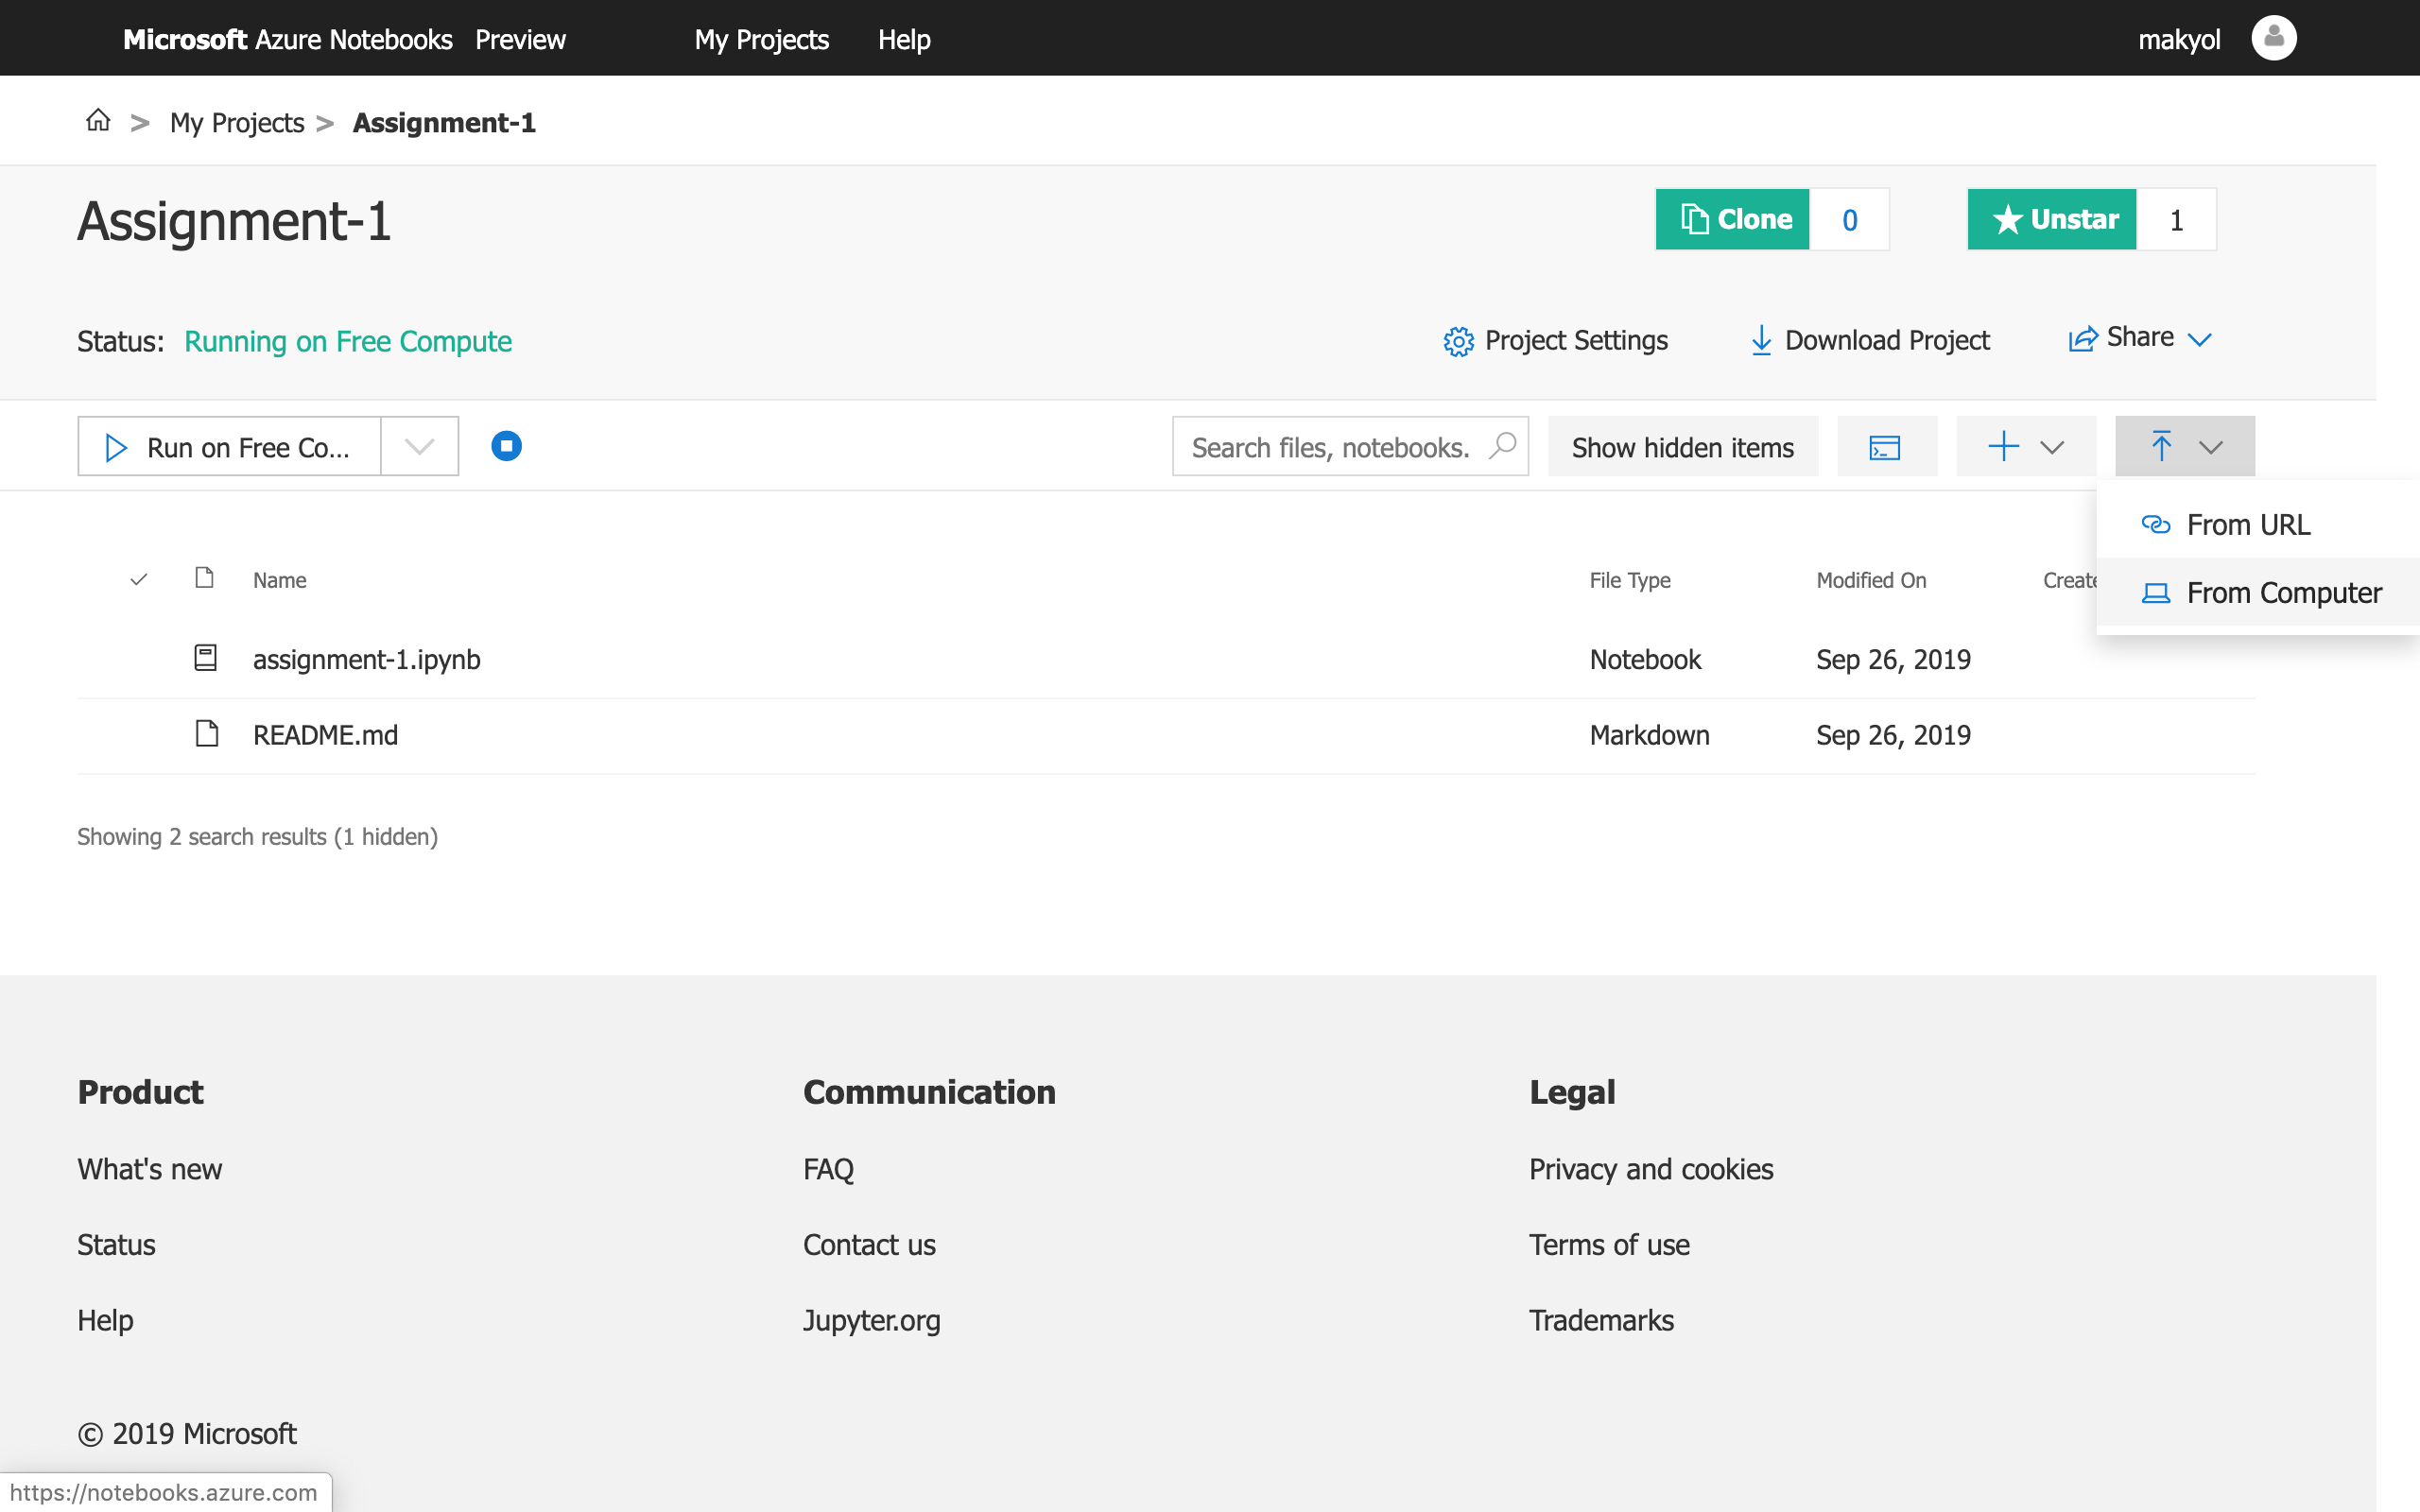 Microsoft Azure Notebooks Preview My Projects Help makyol
> My Projects > Assignment-1
Assignment-1
Clone 0 Unstar 1
Status: Running on Free Compute Project Settings Download Project Share
Run on Free Co... Search files, notebooks. Show hidden items
From URL
From Computer
Name File Type Modified On Create
assignment-1.ipynb Notebook Sep 26, 2019
README.md Markdown Sep 26, 2019
Showing 2 search results (1 hidden)
Product Communication Legal
What's new FAQ Privacy and cookies
Status Contact us Terms of use
Help Jupyter.org Trademarks
© 2019 Microsoft
https://notebooks.azure.com